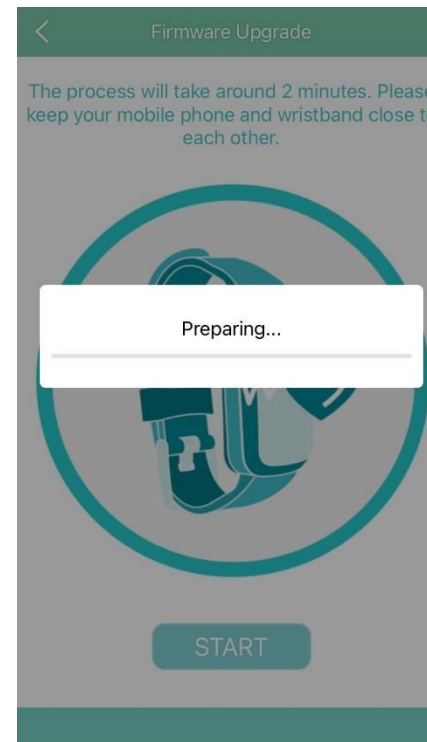 Firmware Upgrade
The process will take around 2 minutes. Please
keep your mobile phone and wristband close t
each other.
Preparing...
START